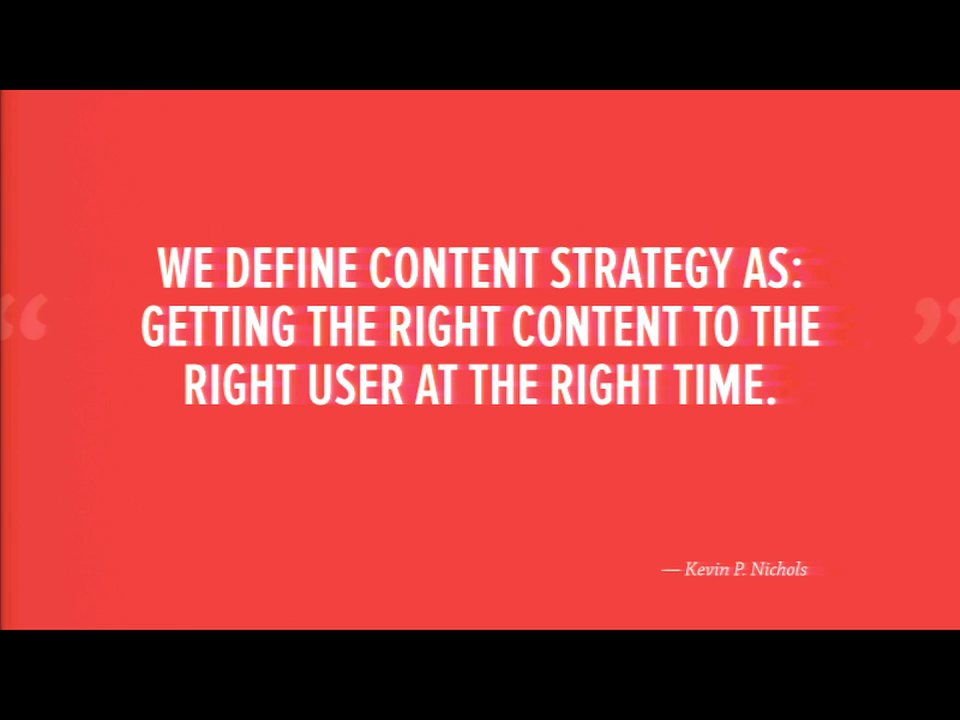 WE DEFINE CONTENT STRATEGY AS:
GETTING THE RIGHT CONTENT TO THE
RIGHT USER AT THE RIGHT TIME.
— Kevin P. Nichols